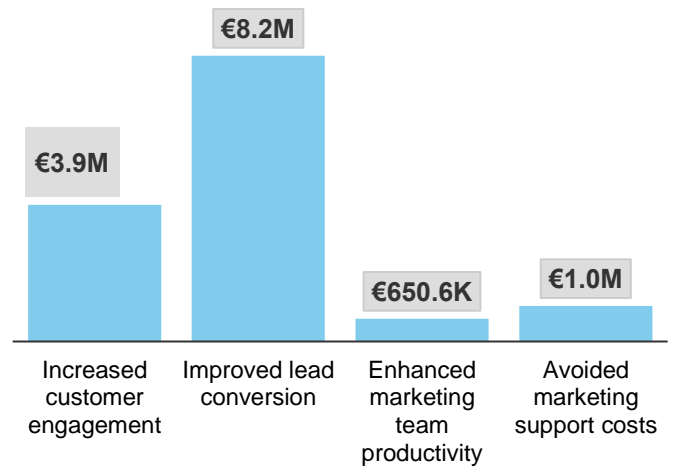 €8.2M
€3.9M
€650.6K
€1.0M
Increased
customer
engagement
Improved lead
conversion
Enhanced
marketing
team
productivity
Avoided
marketing
support costs